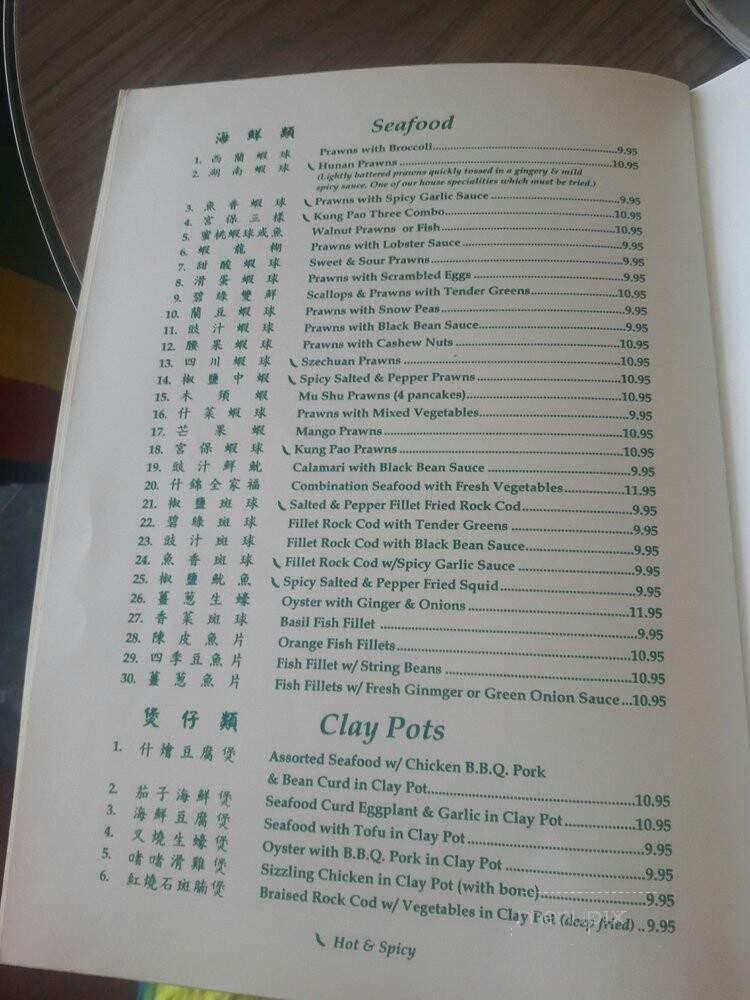 海鮮類 Seafood
1. 西蘭蝦球 Prawns with Broccoli 9.95
2. 湖南蝦球 Hunan Prawns 10.95
(Lightly battered prawns quickly tossed in a gingery & mild
spicy sauce. One of our house specialities which must be tried.)
3. 魚香蝦球 Prawns with Spicy Garlic Sauce 9.95
4. 宮保三樣 Kung Pao Three Combo 10.95
5. 蜜桃蝦球或魚 Walnut Prawns or Fish 10.95
6. 蝦龍糊 Prawns with Lobster Sauce 9.95
7. 甜酸蝦球 Sweet & Sour Prawns 9.95
8. 滑蛋蝦球 Prawns with Scrambled Eggs 9.95
9. 碧綠雙鮮 Scallops & Prawns with Tender Greens 10.95
10. 蘭豆蝦球 Prawns with Snow Peas 10.95
11. 豉汁蝦球 Prawns with Black Bean Sauce 9.95
12. 腰果蝦球 Prawns with Cashew Nuts 10.95
13. 四川蝦球 Szechuan Prawns 10.95
14. 椒鹽中蝦 Spicy Salted & Pepper Prawns 10.95
15. 木須蝦 Mu Shu Prawns (4 pancakes) 10.95
16. 什菜蝦球 Prawns with Mixed Vegetables 9.95
17. 芒果蝦 Mango Prawns 10.95
18. 宮保蝦球 Kung Pao Prawns 10.95
19. 豉汁鮮魷 Calamari with Black Bean Sauce 9.95
20. 什錦全家福 Combination Seafood with Fresh Vegetables 11.95
21. 椒鹽斑球 Salted & Pepper Fillet Fried Rock Cod 9.95
22. 碧綠斑球 Fillet Rock Cod with Tender Greens 9.95
23. 豉汁斑球 Fillet Rock Cod with Black Bean Sauce 9.95
24. 魚香斑球 Fillet Rock Cod w/Spicy Garlic Sauce 9.95
25. 椒鹽魷魚 Spicy Salted & Pepper Fried Squid 9.95
26. 薑葱生蠔 Oyster with Ginger & Onions 11.95
27. 香菜斑球 Basil Fish Fillet 9.95
28. 陳皮魚片 Orange Fish Fillets 10.95
29. 四季豆魚片 Fish Fillet w/ String Beans 10.95
30. 薑葱魚片 Fish Fillets w/ Fresh Ginmger or Green Onion Sauce 10.95
煲仔類 Clay Pots
1. 什燴豆腐煲 Assorted Seafood w/ Chicken B.B.Q. Pork
& Bean Curd in Clay Pot 10.95
2. 茄子海鮮煲 Seafood Curd Eggplant & Garlic in Clay Pot 10.95
3. 海鮮豆腐煲 Seafood with Tofu in Clay Pot 9.95
4. 叉燒生蠔煲 Oyster with B.B.Q. Pork in Clay Pot 9.95
5. 啫啫滑雞煲 Sizzling Chicken in Clay Pot (with bone) 9.95
6. 紅燒石斑腩煲 Braised Rock Cod w/ Vegetables in Clay Pot (deep fried) 9.95
Hot & Spicy